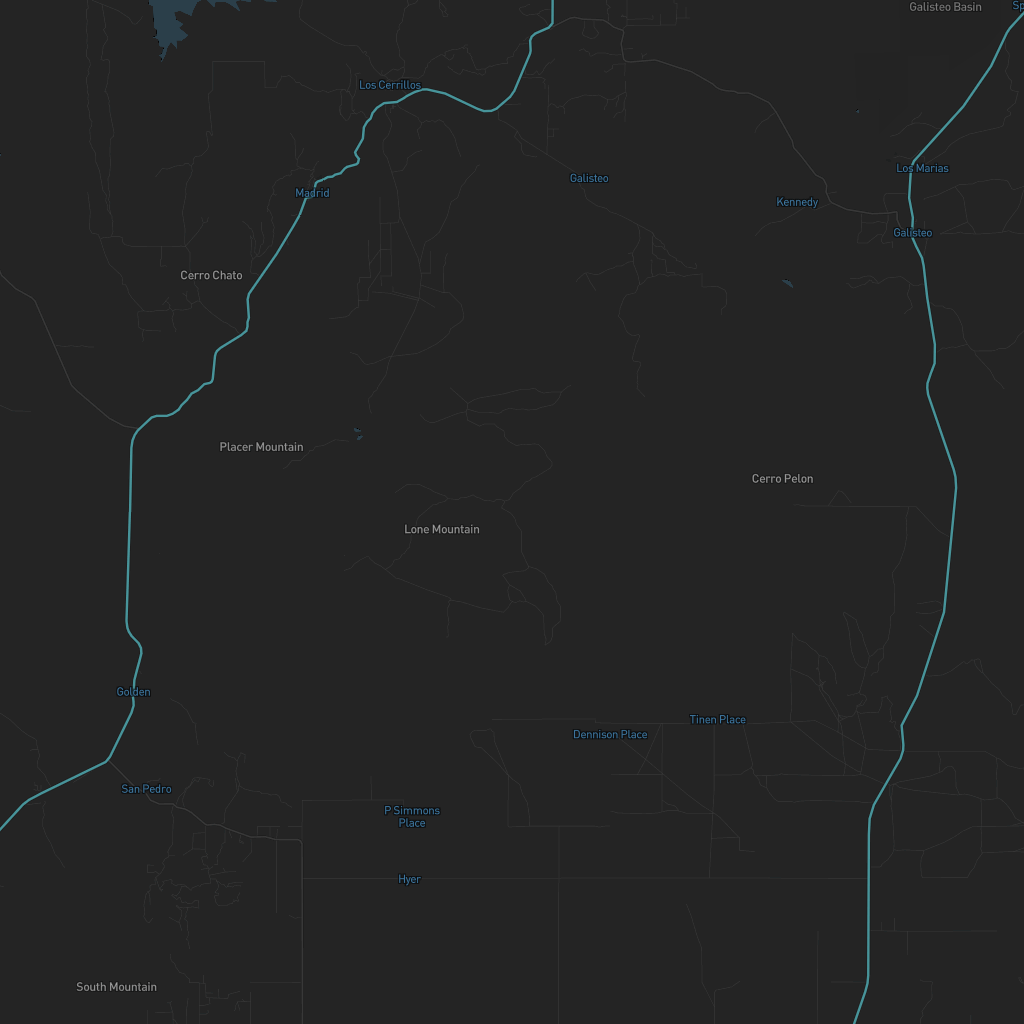 Galisteo Basin
Sp
Los Cerrillos
Los Marias
Galisteo
Madrid
Kennedy
Galisteo
Cerro Chato
Placer Mountain
Cerro Pelon
Lone Mountain
Golden
Tinen Place
Dennison Place
San Pedro
P Simmons
Place
Hyer
South Mountain